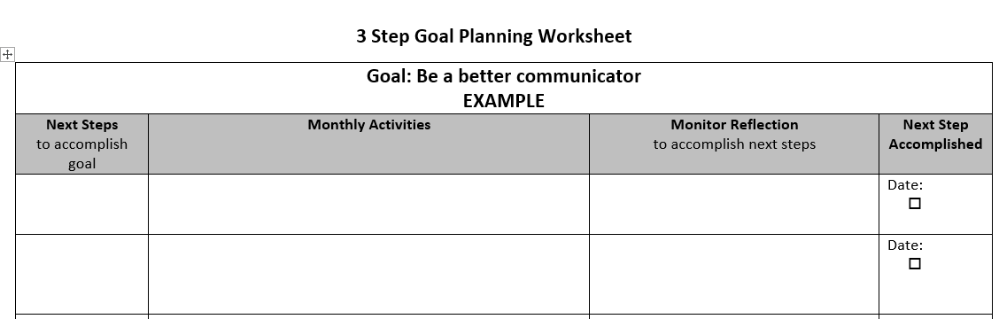 3 Step Goal Planning Worksheet
Goal: Be a better communicator
EXAMPLE
Next Steps
to accomplish
goal
Monthly Activities
Monitor Reflection
to accomplish next steps
Next Step
Accomplished
Date:
Date: